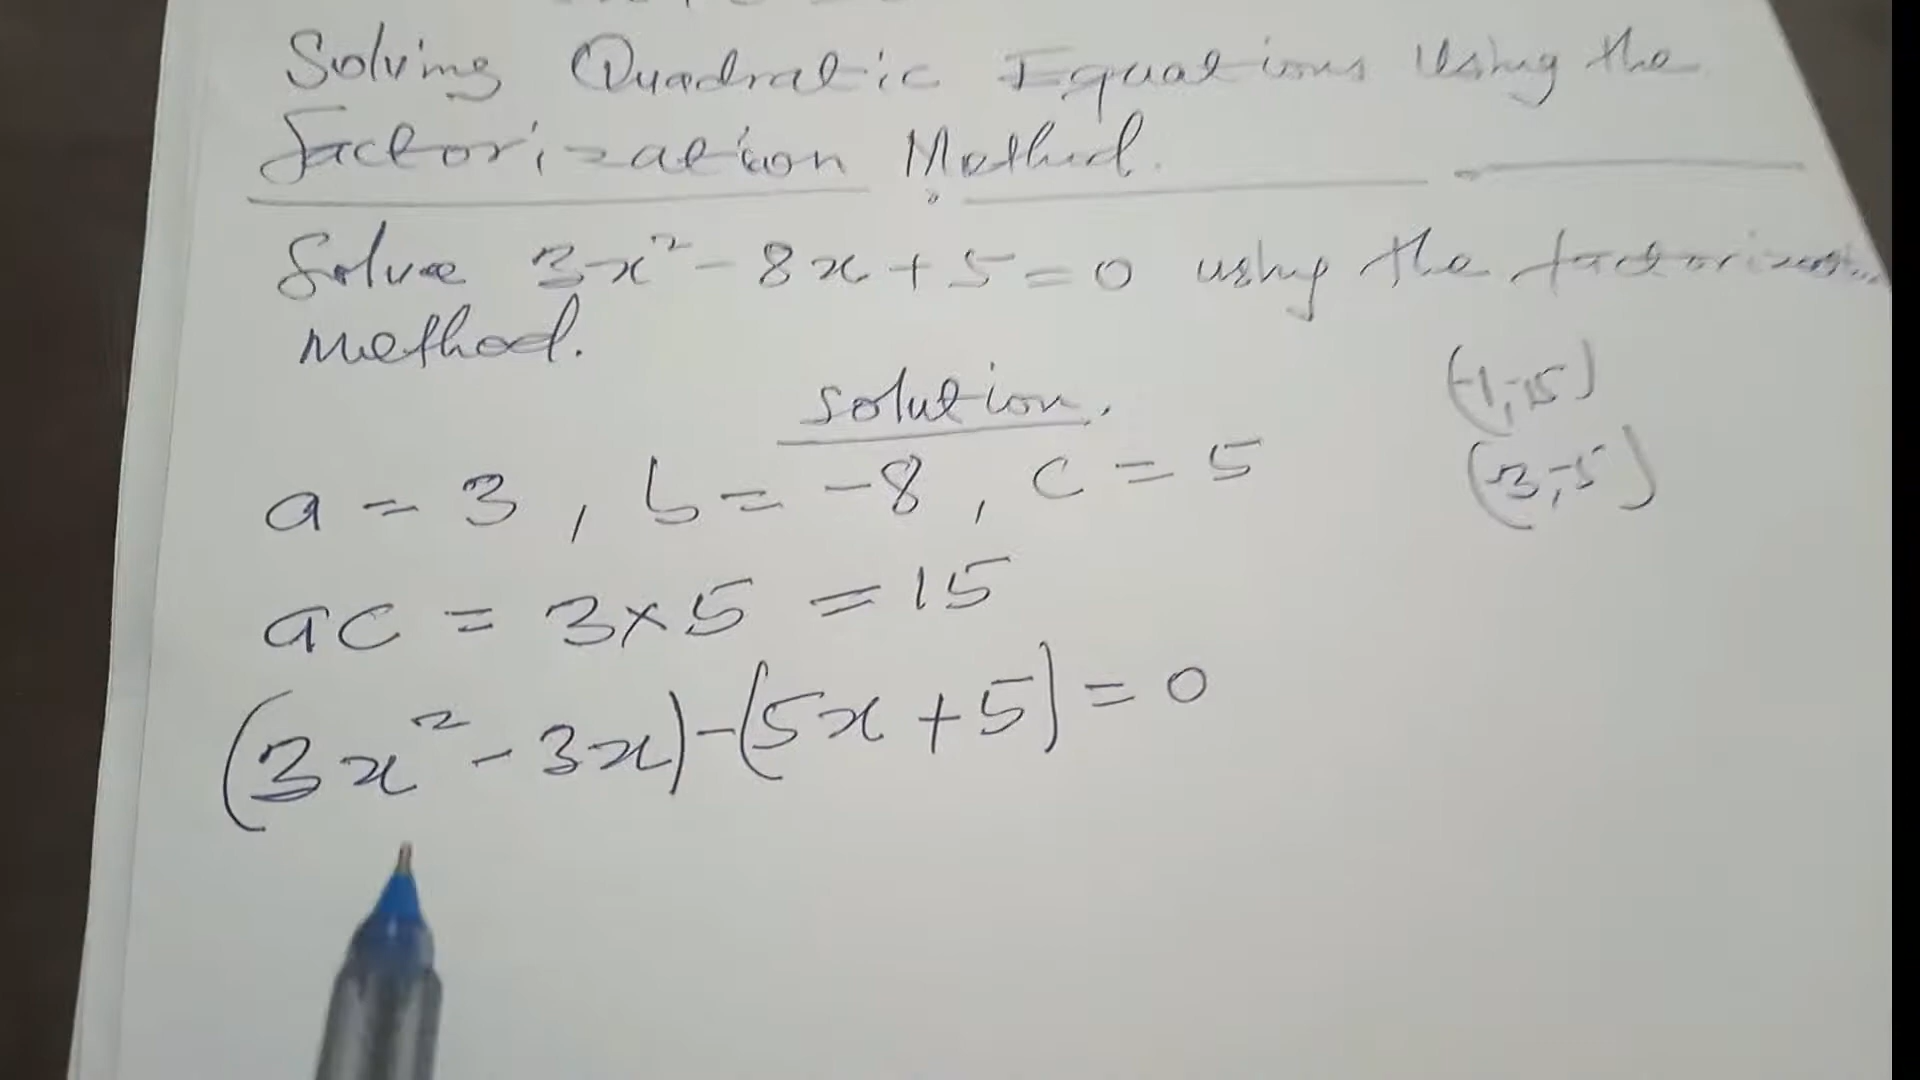 Solving Quadratic Equations Using the
Factorization Method.
Solve 3x² - 8x + 5 = 0 using the
method.
solution.
(-1,-15)
(-3,-5)
a = 3, b = -8, c = 5
ac = 3×5 = 15
(3x² - 3x) - (5x + 5) = 0